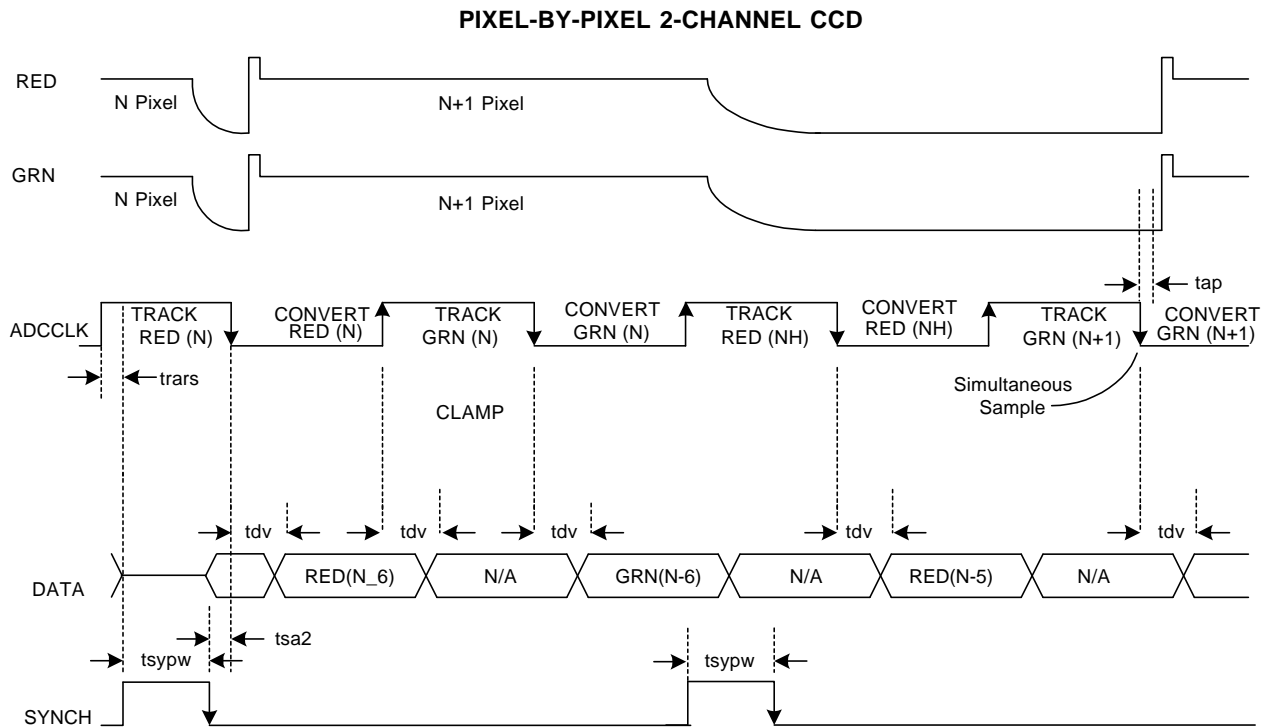 PIXEL-BY-PIXEL 2-CHANNEL CCD
RED
N Pixel
N+1 Pixel
GRN
N Pixel
N+1 Pixel
tap
ADCCLK
TRACK
RED (N)
CONVERT
RED (N)
TRACK
GRN (N)
CONVERT
GRN (N)
TRACK
RED (NH)
CONVERT
RED (NH)
TRACK
GRN (N+1)
CONVERT
GRN (N+1)
trars
Simultaneous
Sample
CLAMP
tdv
tdv
tdv
tdv
tdv
DATA
RED(N_6)
N/A
GRN(N-6)
N/A
RED(N-5)
N/A
tsa2
tsypw
tsypw
SYNCH